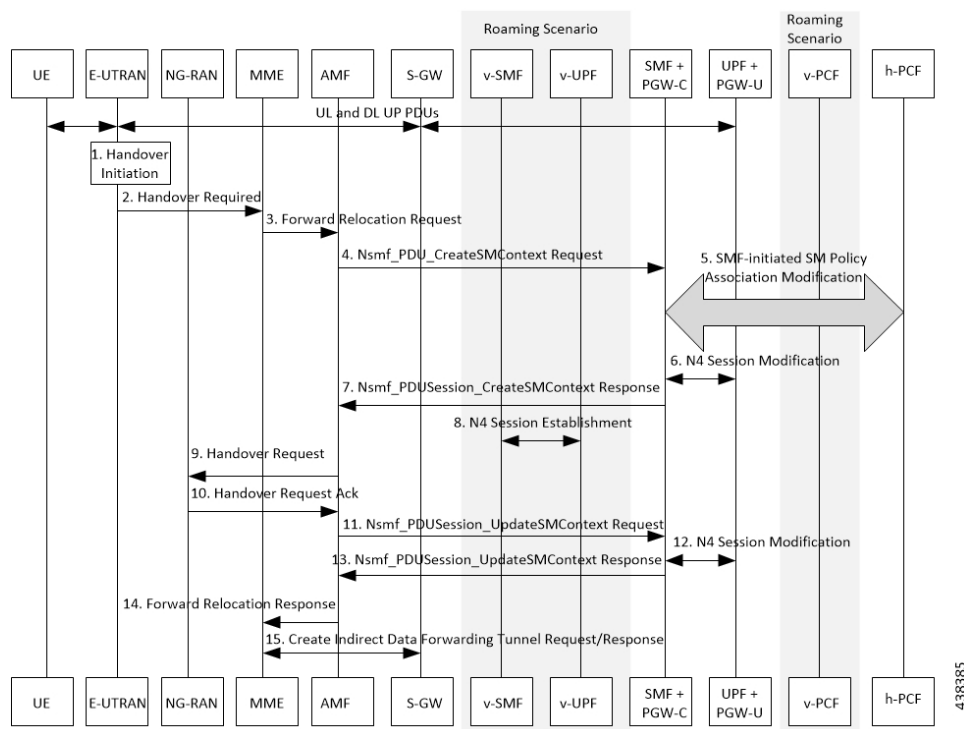 Roaming Scenario
Roaming
Scenario
UE
E-UTRAN
NG-RAN
MME
AMF
S-GW
v-SMF
v-UPF
SMF +
PGW-C
UPF +
PGW-U
v-PCF
h-PCF
UL and DL UP PDUs
1. Handover
Initiation
2. Handover Required
3. Forward Relocation Request
4. Nsmf_PDU_CreateSMContext Request
5. SMF-initiated SM Policy
Association Modification
6. N4 Session Modification
7. Nsmf_PDUSession_CreateSMContext Response
8. N4 Session Establishment
9. Handover Request
10. Handover Request Ack
11. Nsmf_PDUSession_UpdateSMContext Request
12. N4 Session Modification
13. Nsmf_PDUSession_UpdateSMContext Response
14. Forward Relocation Response
15. Create Indirect Data Forwarding Tunnel Request/Response
UE
E-UTRAN
NG-RAN
MME
AMF
S-GW
v-SMF
v-UPF
SMF +
PGW-C
UPF +
PGW-U
v-PCF
h-PCF
438385